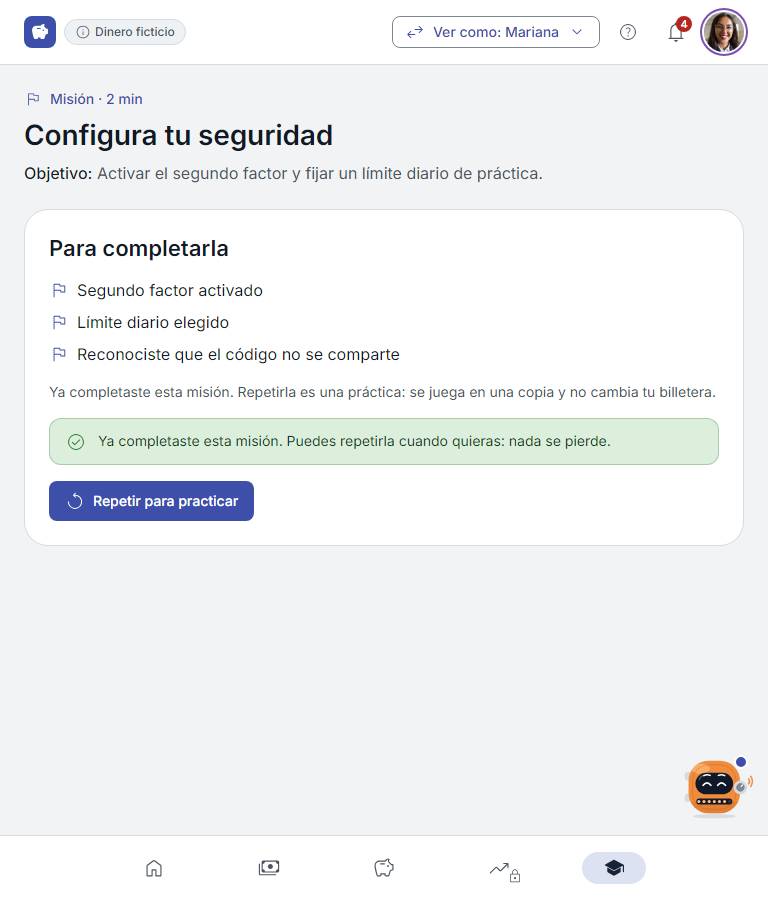 Dinero ficticio
Ver como: Mariana
4
Misión · 2 min
Configura tu seguridad
Objetivo: Activar el segundo factor y fijar un límite diario de práctica.
Para completarla
Segundo factor activado
Límite diario elegido
Reconociste que el código no se comparte
Ya completaste esta misión. Repetirla es una práctica: se juega en una copia y no cambia tu billetera.
Ya completaste esta misión. Puedes repetirla cuando quieras: nada se pierde.
Repetir para practicar